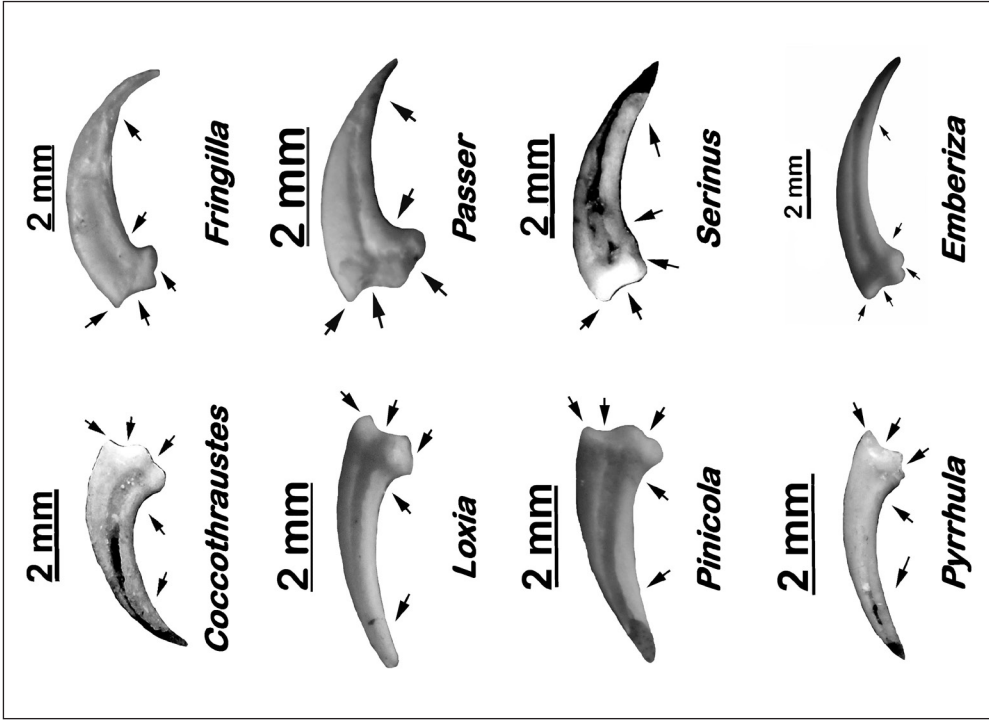 2 mm
2 mm
Coccothraustes
Fringilla
2 mm
2 mm
Loxia
Passer
2 mm
2 mm
Pinicola
Serinus
2 mm
2 mm
Pyrrhula
Emberiza